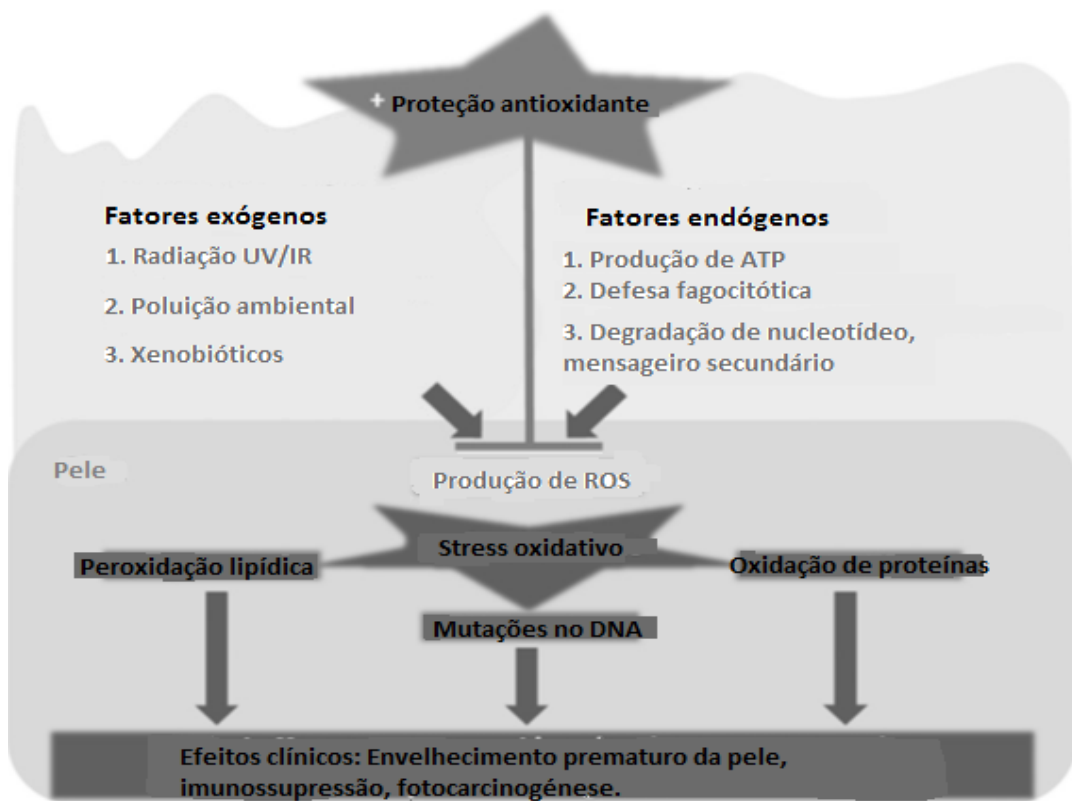 + Proteção antioxidante
Fatores exógenos
1. Radiação UV/IR
2. Poluição ambiental
3. Xenobióticos
Fatores endógenos
1. Produção de ATP
2. Defesa fagocitótica
3. Degradação de nucleotídeo,
mensageiro secundário
Pele
Produção de ROS
Stress oxidativo
Peroxidação lipídica
Oxidação de proteínas
Mutações no DNA
Efeitos clínicos: Envelhecimento prematuro da pele,
imunossupressão, fotocarcinogénese.